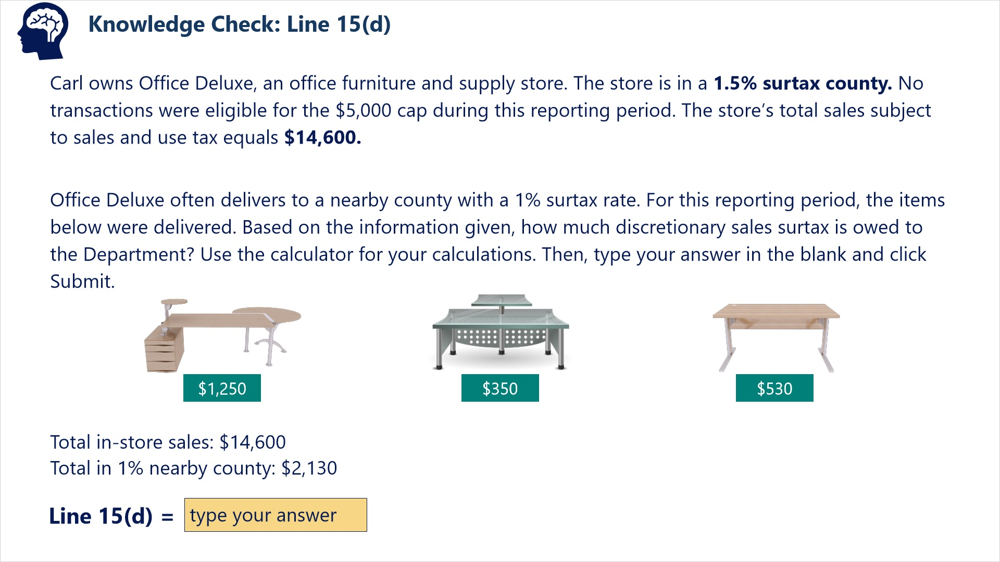 Knowledge Check: Line 15(d)
Carl owns Office Deluxe, an office furniture and supply store. The store is in a 1.5% surtax county. No
transactions were eligible for the $5,000 cap during this reporting period. The store’s total sales subject
to sales and use tax equals $14,600.
Office Deluxe often delivers to a nearby county with a 1% surtax rate. For this reporting period, the items
below were delivered. Based on the information given, how much discretionary sales surtax is owed to
the Department? Use the calculator for your calculations. Then, type your answer in the blank and click
Submit.
$1,250
$350
$530
Total in-store sales: $14,600
Total in 1% nearby county: $2,130
Line 15(d) = type your answer